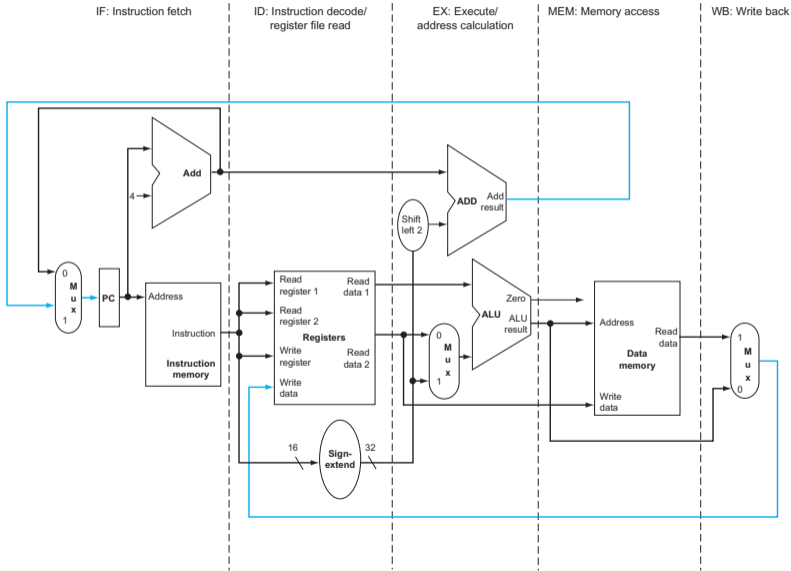 IF: Instruction fetch
ID: Instruction decode/
register file read
EX: Execute/
address calculation
MEM: Memory access
WB: Write back
Add
4
ADD
Add
result
Shift
left 2
0
M
u
x
1
PC
Address
Instruction
Instruction
memory
Read
register 1
Read
register 2
Registers
Write
register
Write
data
Read
data 1
Read
data 2
16
Sign-
extend
32
0
M
u
x
1
Zero
ALU
ALU
result
Address
Read
data
Data
memory
Write
data
1
M
u
x
0